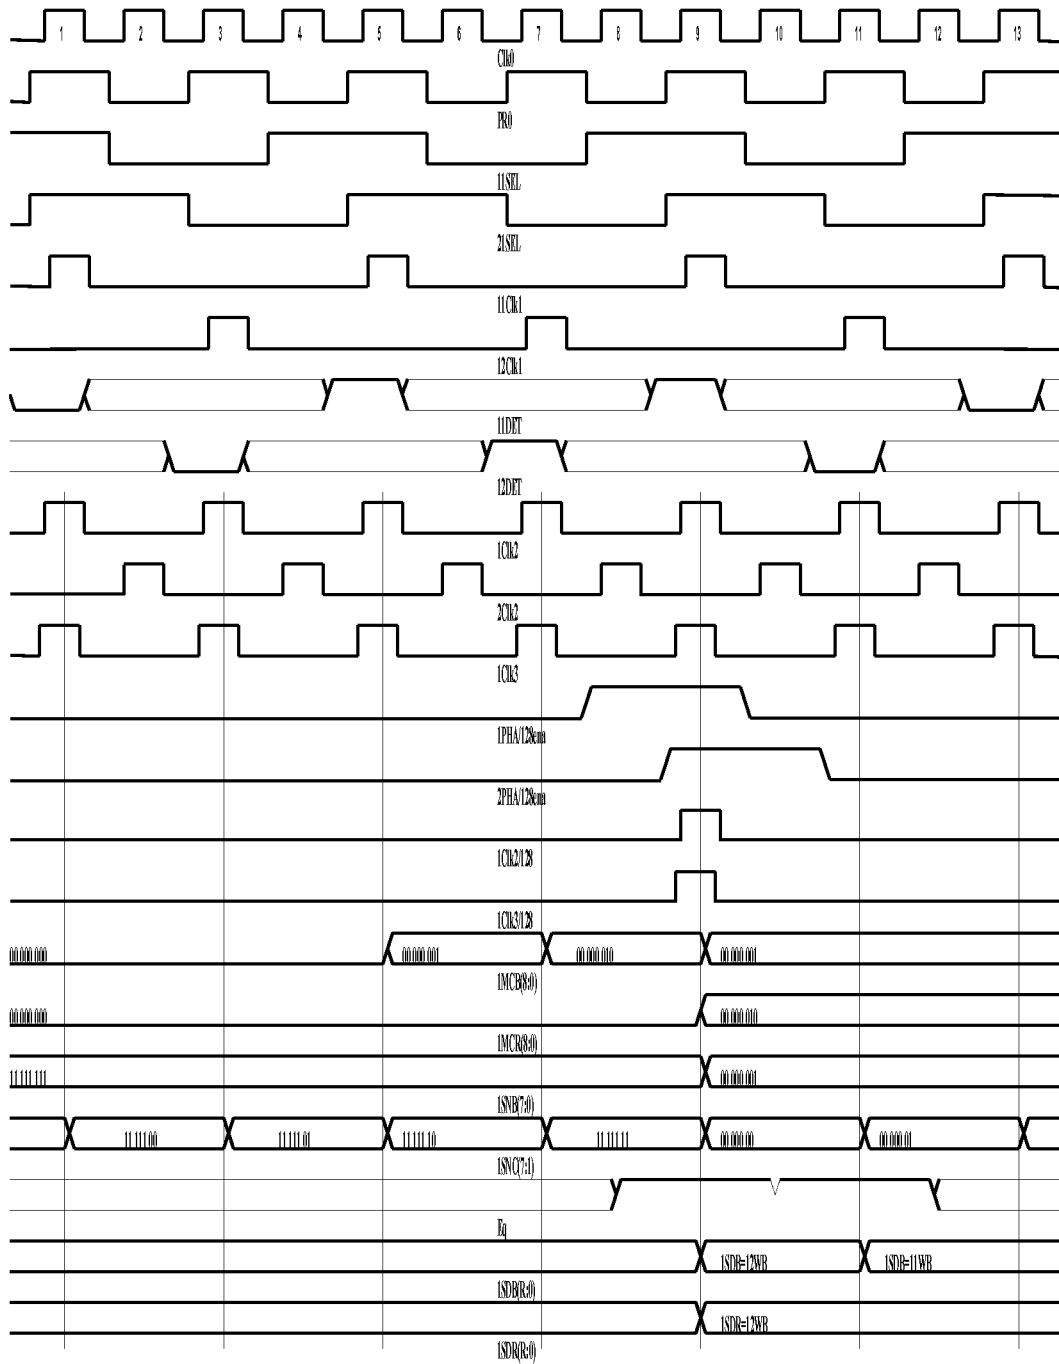 1 2 3 4 5 6 7 8 9 10 11 12 13
Clk0
PR0
11SEL
21SEL
11Clk1
12Clk1
11DET
12DET
1Clk2
2Clk2
1Clk3
1PHA/128ena
2PHA/128ena
1Clk2/128
1Clk3/128
00 000 000 00 000 001 00 000 010 00 000 001
1MCB(8:0)
00 000 000 00 000 010
1MCR(8:0)
11 111 111 00 000 001
1SNB(7:0)
11 111 00 11 111 01 11 111 10 11 111 11 00 000 00 00 000 01
1SNC(7:1)
Eq
1SDB=12WB 1SDB=11WB
1SDB(R:0)
1SDR=12WB
1SDR(R:0)